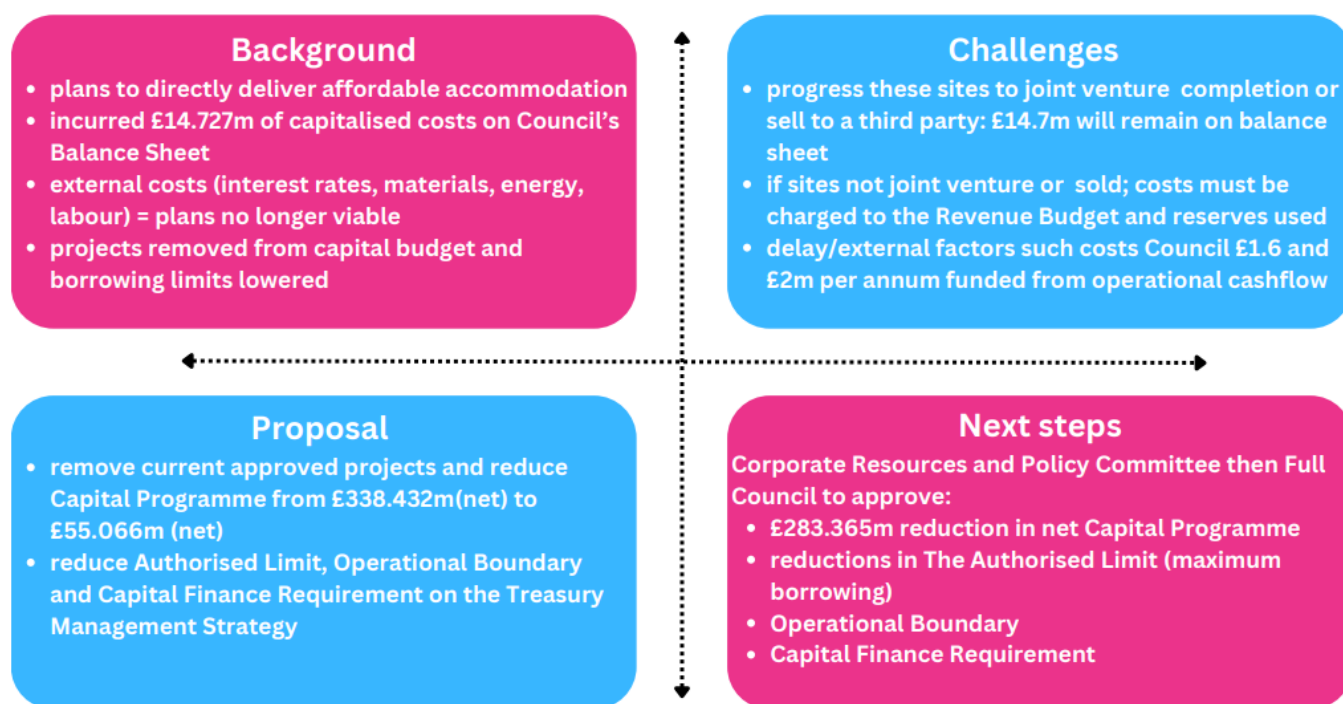 Background
• plans to directly deliver affordable accommodation
• incurred £14.727m of capitalised costs on Council's
Balance Sheet
• external costs (interest rates, materials, energy,
labour) = plans no longer viable
• projects removed from capital budget and
borrowing limits lowered
Challenges
• progress these sites to joint venture completion or
sell to a third party: £14.7m will remain on balance
sheet
• if sites not joint venture or sold; costs must be
charged to the Revenue Budget and reserves used
• delay/external factors such costs Council £1.6 and
£2m per annum funded from operational cashflow
Proposal
• remove current approved projects and reduce
Capital Programme from £338.432m(net) to
£55.066m (net)
• reduce Authorised Limit, Operational Boundary
and Capital Finance Requirement on the Treasury
Management Strategy
Next steps
Corporate Resources and Policy Committee then Full
Council to approve:
• £283.365m reduction in net Capital Programme
• reductions in The Authorised Limit (maximum
borrowing)
• Operational Boundary
• Capital Finance Requirement